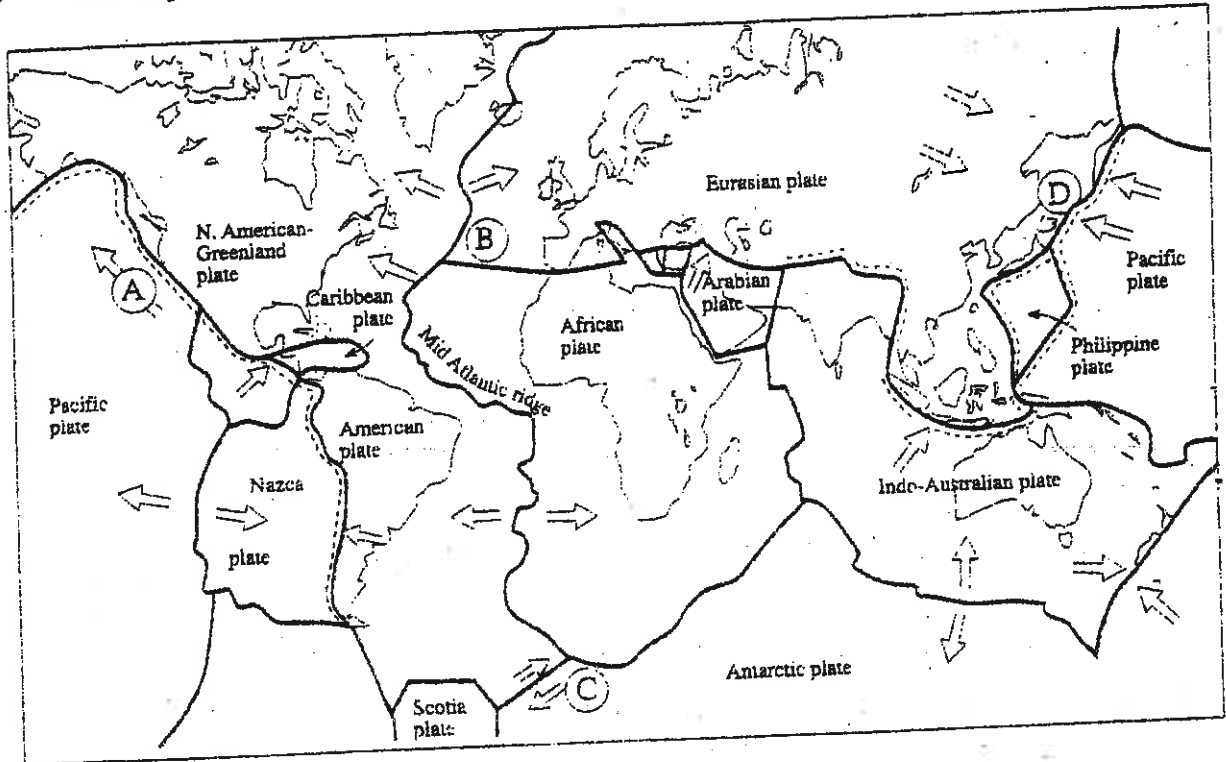 Eurasian plate
D
N. American-
Greenland
plate
B
A
Caribbean
plate
Arabian
plate
Pacific
plate
African
plate
Philippine
plate
Mid Atlantic ridge
Pacific
plate
American
plate
Nazca
plate
Indo-Australian plate
Antarctic plate
C
Scotia
plate